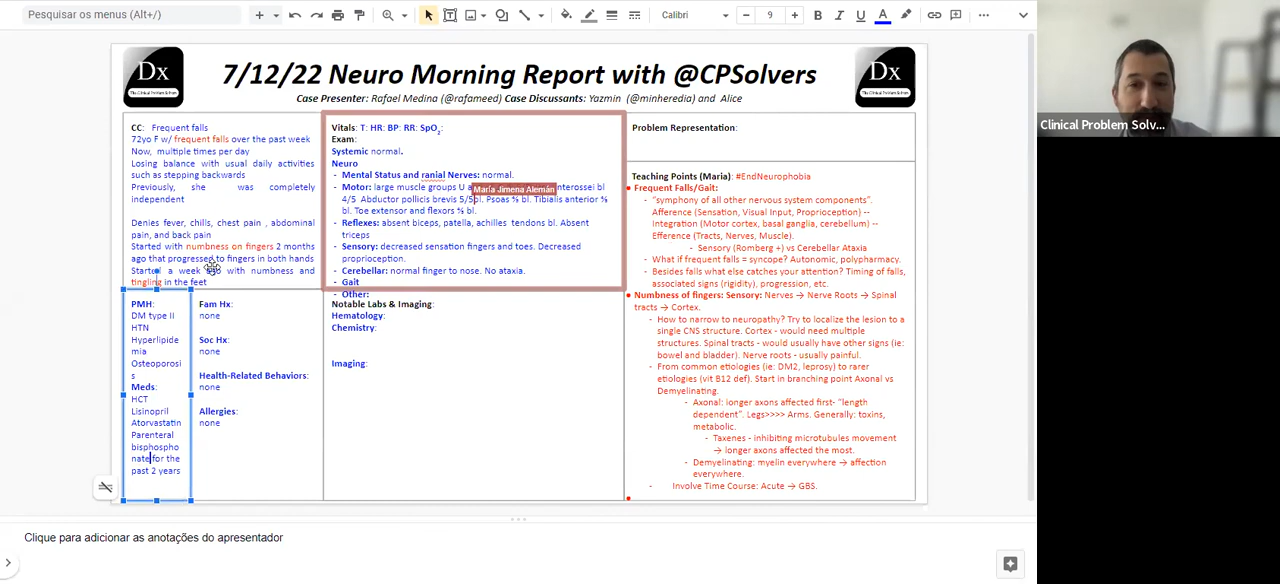 Pesquisar os menus (Alt+/)
Calibri
9
B I U A
Dx
7/12/22 Neuro Morning Report with @CPSolvers
Dx
Case Presenter: Rafael Medina (@rafameed) Case Discussants: Yazmin (@minheredia) and Alice
CC: Frequent falls
72yo F w/ frequent falls over the past week
Now, multiple times per day
Losing balance with usual daily activities
such as stepping backwards
Previously, she was completely
independent
Denies fever, chills, chest pain , abdominal
pain, and back pain
Started with numbness on fingers 2 months
ago that progressed to fingers in both hands
Started a week with numbness and
tingling in the feet
PMH:
DM type II
HTN
Hyperlipide
mia
Osteoporosi
s
Meds:
HCT
Lisinopril
Atorvastatin
Parenteral
bisphospho
nate for the
past 2 years
Fam Hx:
none
Soc Hx:
none
Health-Related Behaviors:
none
Allergies:
none
Vitals: T: HR: BP: RR: SpO2:
Exam:
Systemic normal.
Neuro
- Mental Status and ranial Nerves: normal.
- Motor: large muscle groups U a interossei bl
María Jimena Alemán
4/5 Abductor pollicis brevis 5/5bl. Psoas ⅘ bl. Tibialis anterior ⅘
bl. Toe extensor and flexors ⅘ bl.
- Reflexes: absent biceps, patella, achilles tendons bl. Absent
triceps
- Sensory: decreased sensation fingers and toes. Decreased
proprioception.
- Cerebellar: normal finger to nose. No ataxia.
- Gait
- Other:
Notable Labs & Imaging:
Hematology:
Chemistry:
Imaging:
Problem Representation:
Teaching Points (Maria): #EndNeurophobia
Frequent Falls/Gait:
- "symphony of all other nervous system components".
Afference (Sensation, Visual Input, Proprioception) --
Integration (Motor cortex, basal ganglia, cerebellum) --
Efference (Tracts, Nerves, Muscle).
- Sensory (Romberg +) vs Cerebellar Ataxia
- What if frequent falls = syncope? Autonomic, polypharmacy.
- Besides falls what else catches your attention? Timing of falls,
associated signs (rigidity), progression, etc.
Numbness of fingers: Sensory: Nerves → Nerve Roots → Spinal
tracts → Cortex.
- How to narrow to neuropathy? Try to localize the lesion to a
single CNS structure. Cortex - would need multiple
structures. Spinal tracts - would usually have other signs (ie:
bowel and bladder). Nerve roots - usually painful.
- From common etiologies (ie: DM2, leprosy) to rarer
etiologies (vit B12 def). Start in branching point Axonal vs
Demyelinating.
- Axonal: longer axons affected first- "length
dependent". Legs>>>> Arms. Generally: toxins,
metabolic.
- Taxenes - inhibiting microtubules movement
→ longer axons affected the most.
- Demyelinating: myelin everywhere → affection
everywhere.
- Involve Time Course: Acute → GBS.
Clique para adicionar as anotações do apresentador
Clinical Problem Solv...